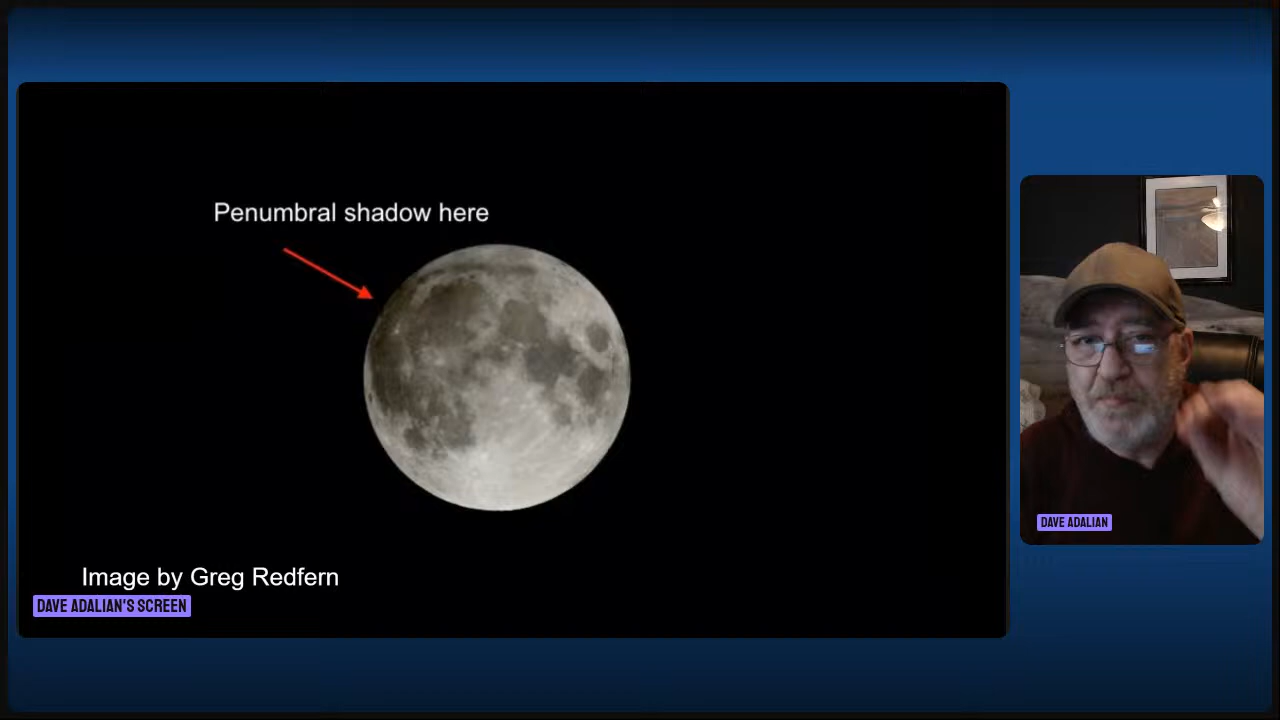 Penumbral shadow here
Image by Greg Redfern
DAVE ADALIAN'S SCREEN
DAVE ADALIAN